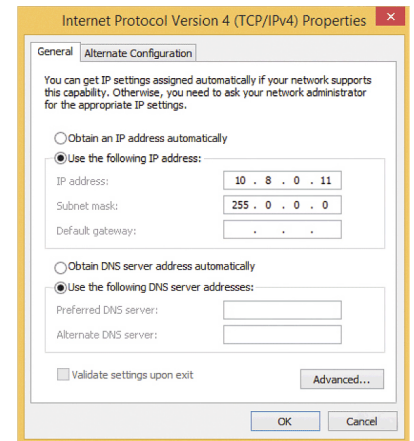 Internet Protocol Version 4 (TCP/IPv4) Properties
General
Alternate Configuration
You can get IP settings assigned automatically if your network supports
this capability. Otherwise, you need to ask your network administrator
for the appropriate IP settings.
Obtain an IP address automatically
Use the following IP address:
IP address: 10 . 8 . 0 . 11
Subnet mask: 255 . 0 . 0 . 0
Default gateway: . . .
Obtain DNS server address automatically
Use the following DNS server addresses:
Preferred DNS server:
Alternate DNS server:
Validate settings upon exit
Advanced...
OK
Cancel